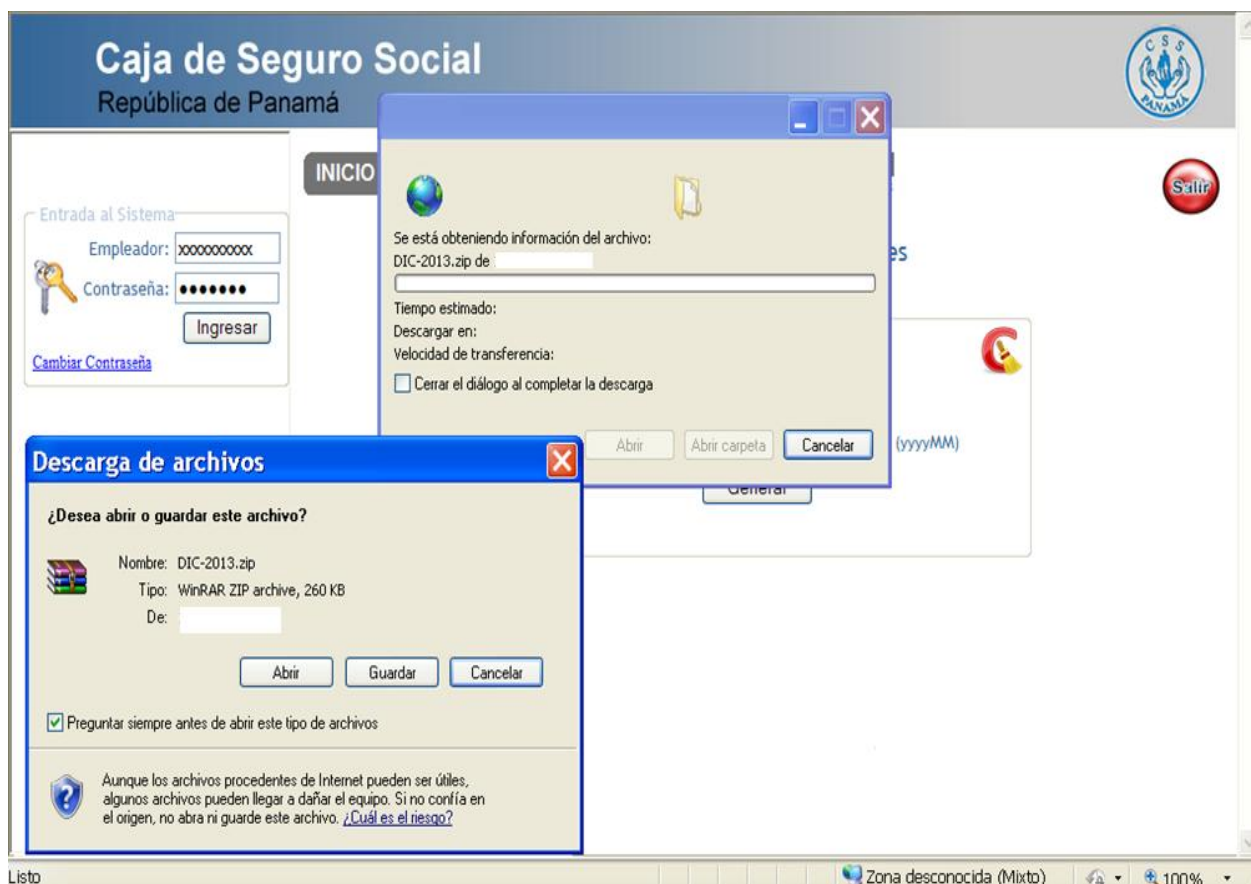 Caja de Seguro Social
República de Panamá
CSS
PANAMÁ
INICIO
Salir
Entrada al Sistema
Empleador: xxxxxxxxxx
Contraseña: •••••••
Ingresar
Cambiar Contraseña
Se está obteniendo información del archivo:
DIC-2013.zip de
es
Tiempo estimado:
Descargar en:
Velocidad de transferencia:
Cerrar el diálogo al completar la descarga
Abrir
Abrir carpeta
Cancelar
(yyyyMM)
Generar
Descarga de archivos
¿Desea abrir o guardar este archivo?
Nombre: DIC-2013.zip
Tipo: WinRAR ZIP archive, 260 KB
De:
Abrir
Guardar
Cancelar
Preguntar siempre antes de abrir este tipo de archivos
Aunque los archivos procedentes de Internet pueden ser útiles,
algunos archivos pueden llegar a dañar el equipo. Si no confía en
el origen, no abra ni guarde este archivo. ¿Cuál es el riesgo?
Listo
Zona desconocida (Mixto)
100%